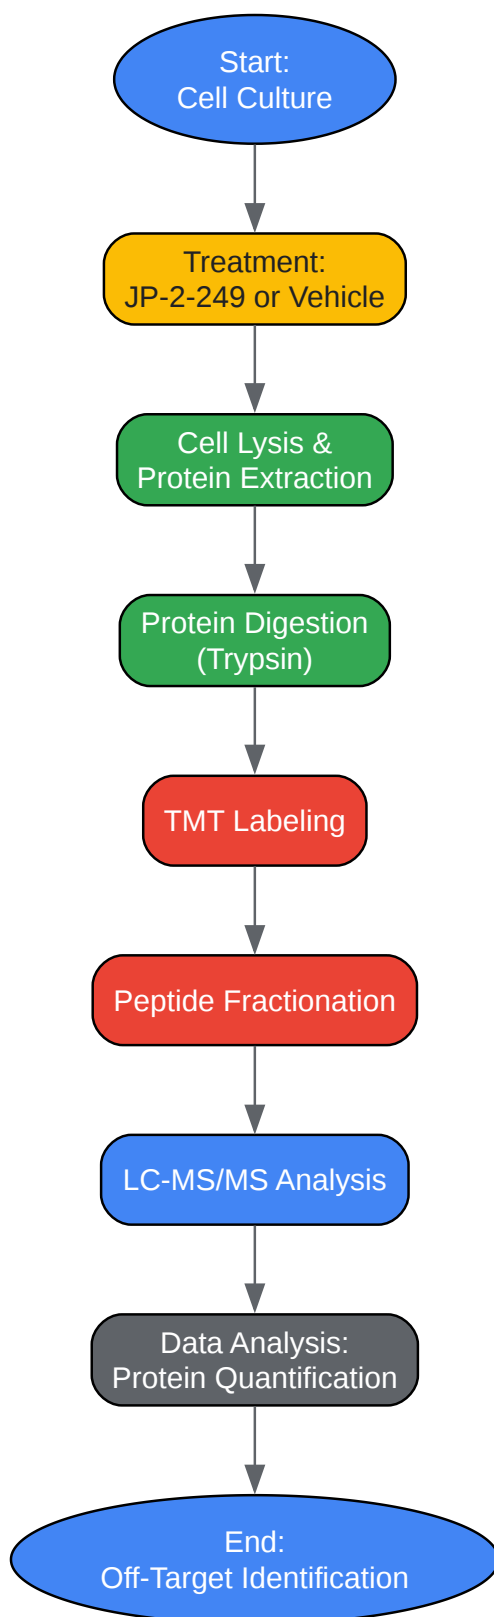 Start:
Cell Culture
Treatment:
JP-2-249 or Vehicle
Cell Lysis &
Protein Extraction
Protein Digestion
(Trypsin)
TMT Labeling
Peptide Fractionation
LC-MS/MS Analysis
Data Analysis:
Protein Quantification
End:
Off-Target Identification